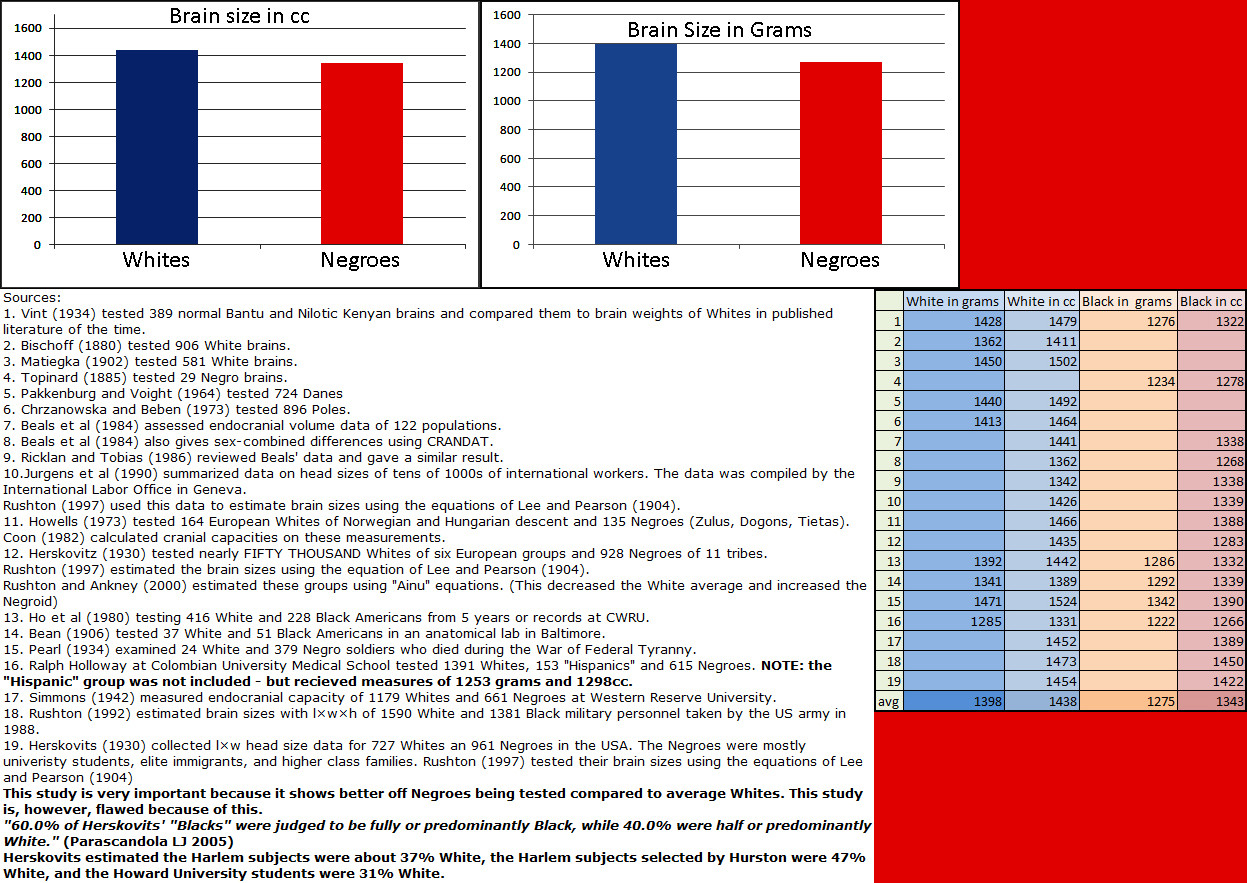 Brain size in cc
1600
1400
1200
1000
800
600
400
200
0
Whites Negroes
Brain Size in Grams
1600
1400
1200
1000
800
600
400
200
0
Whites Negroes
Sources:
1. Vint (1934) tested 389 normal Bantu and Nilotic Kenyan brains and compared them to brain weights of Whites in published
literature of the time.
2. Bischoff (1880) tested 906 White brains.
3. Matiegka (1902) tested 581 White brains.
4. Topinard (1885) tested 29 Negro brains.
5. Pakkenburg and Voight (1964) tested 724 Danes
6. Chrzanowska and Beben (1973) tested 896 Poles.
7. Beals et al (1984) assessed endocranial volume data of 122 populations.
8. Beals et al (1984) also gives sex-combined differences using CRANDAT.
9. Ricklan and Tobias (1986) reviewed Beals' data and gave a similar result.
10.Jurgens et al (1990) summarized data on head sizes of tens of 1000s of international workers. The data was compiled by the
International Labor Office in Geneva.
Rushton (1997) used this data to estimate brain sizes using the equations of Lee and Pearson (1904).
11. Howells (1973) tested 164 European Whites of Norwegian and Hungarian descent and 135 Negroes (Zulus, Dogons, Tietas).
Coon (1982) calculated cranial capacities on these measurements.
12. Herskovitz (1930) tested nearly FIFTY THOUSAND Whites of six European groups and 928 Negroes of 11 tribes.
Rushton (1997) estimated the brain sizes using the equation of Lee and Pearson (1904).
Rushton and Ankney (2000) estimated these groups using "Ainu" equations. (This decreased the White average and increased the
Negroid)
13. Ho et al (1980) testing 416 White and 228 Black Americans from 5 years or records at CWRU.
14. Bean (1906) tested 37 White and 51 Black Americans in an anatomical lab in Baltimore.
15. Pearl (1934) examined 24 White and 379 Negro soldiers who died during the War of Federal Tyranny.
16. Ralph Holloway at Colombian University Medical School tested 1391 Whites, 153 "Hispanics" and 615 Negroes. NOTE: the
"Hispanic" group was not included - but recieved measures of 1253 grams and 1298cc.
17. Simmons (1942) measured endocranial capacity of 1179 Whites and 661 Negroes at Western Reserve University.
18. Rushton (1992) estimated brain sizes with l×w×h of 1590 White and 1381 Black military personnel taken by the US army in
1988.
19. Herskovits (1930) collected l×w head size data for 727 Whites an 961 Negroes in the USA. The Negroes were mostly
univeristy students, elite immigrants, and higher class families. Rushton (1997) tested their brain sizes using the equations of Lee
and Pearson (1904)
This study is very important because it shows better off Negroes being tested compared to average Whites. This study
is, however, flawed because of this.
"60.0% of Herskovits' "Blacks" were judged to be fully or predominantly Black, while 40.0% were half or predominantly
White." (Parascandola LJ 2005)
Herskovits estimated the Harlem subjects were about 37% White, the Harlem subjects selected by Hurston were 47%
White, and the Howard University students were 31% White.
White in grams White in cc Black in grams Black in cc
1 1428 1479 1276 1322
2 1362 1411
3 1450 1502
4 1234 1278
5 1440 1492
6 1413 1464
7 1441 1338
8 1362 1268
9 1342 1338
10 1426 1339
11 1466 1388
12 1435 1283
13 1392 1442 1286 1332
14 1341 1389 1292 1339
15 1471 1524 1342 1390
16 1285 1331 1222 1266
17 1452 1389
18 1473 1450
19 1454 1422
avg 1398 1438 1275 1343